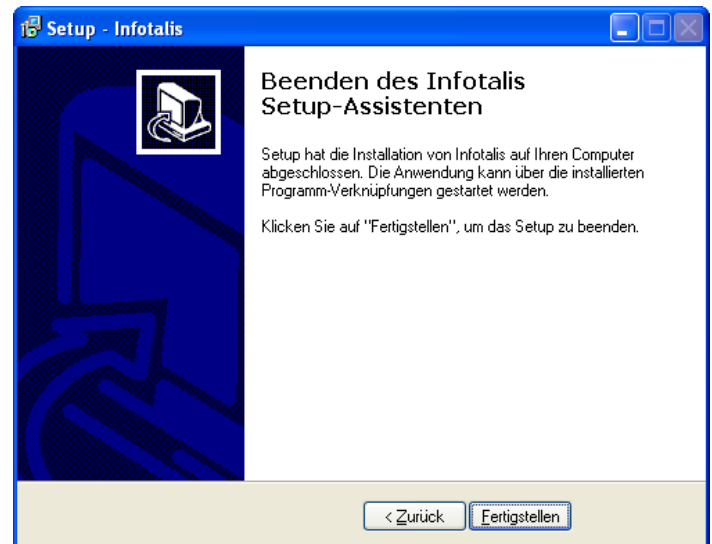 Setup - Infotalis
Beenden des Infotalis
Setup-Assistenten
Setup hat die Installation von Infotalis auf Ihren Computer
abgeschlossen. Die Anwendung kann über die installierten
Programm-Verknüpfungen gestartet werden.
Klicken Sie auf "Fertigstellen", um das Setup zu beenden.
< Zurück
Fertigstellen